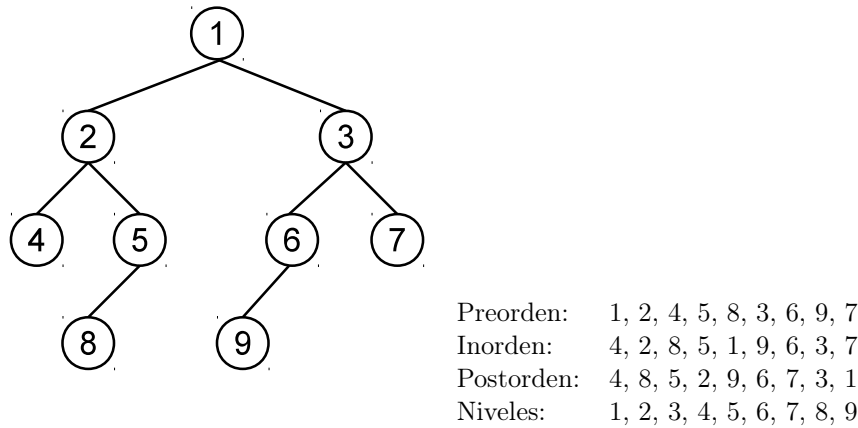 1
2 3
4 5 6 7
8 9
Preorden: 1, 2, 4, 5, 8, 3, 6, 9, 7
Inorden: 4, 2, 8, 5, 1, 9, 6, 3, 7
Postorden: 4, 8, 5, 2, 9, 6, 7, 3, 1
Niveles: 1, 2, 3, 4, 5, 6, 7, 8, 9